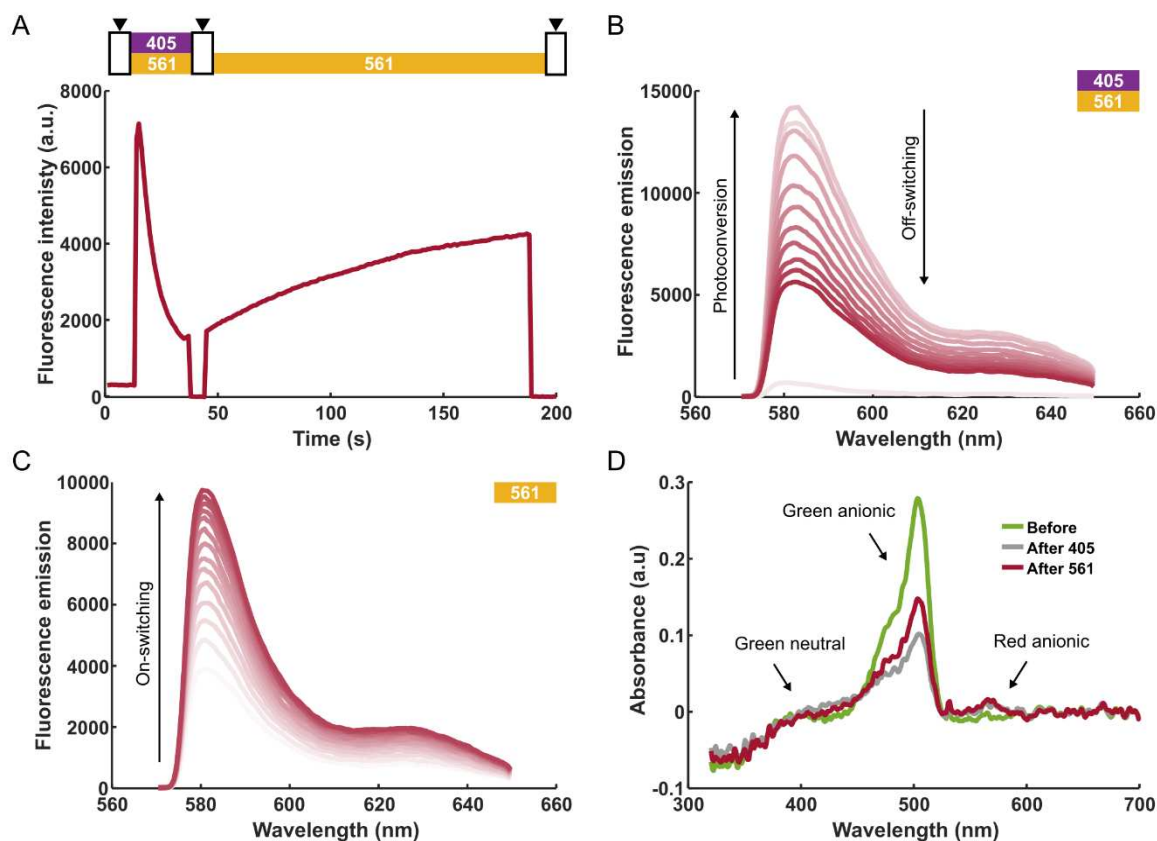 A
405
561
561
Fluorescence intenisty (a.u.)
8000
6000
4000
2000
0
0
50
100
150
200
Time (s)
B
405
561
Fluorescence emission
15000
10000
5000
0
Photoconversion
Off-switching
560
580
600
620
640
660
Wavelength (nm)
C
561
Fluorescence emission
10000
8000
6000
4000
2000
0
On-switching
560
580
600
620
640
660
Wavelength (nm)
D
Absorbance (a.u)
0.3
0.2
0.1
0
-0.1
Green anionic
Before
After 405
After 561
Green neutral
Red anionic
300
400
500
600
700
Wavelength (nm)